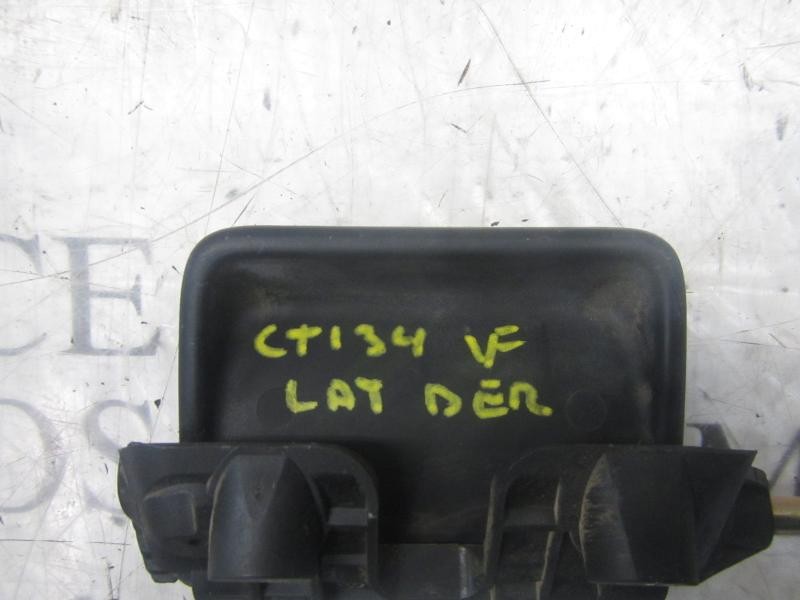 CT134 VF
LAT DER